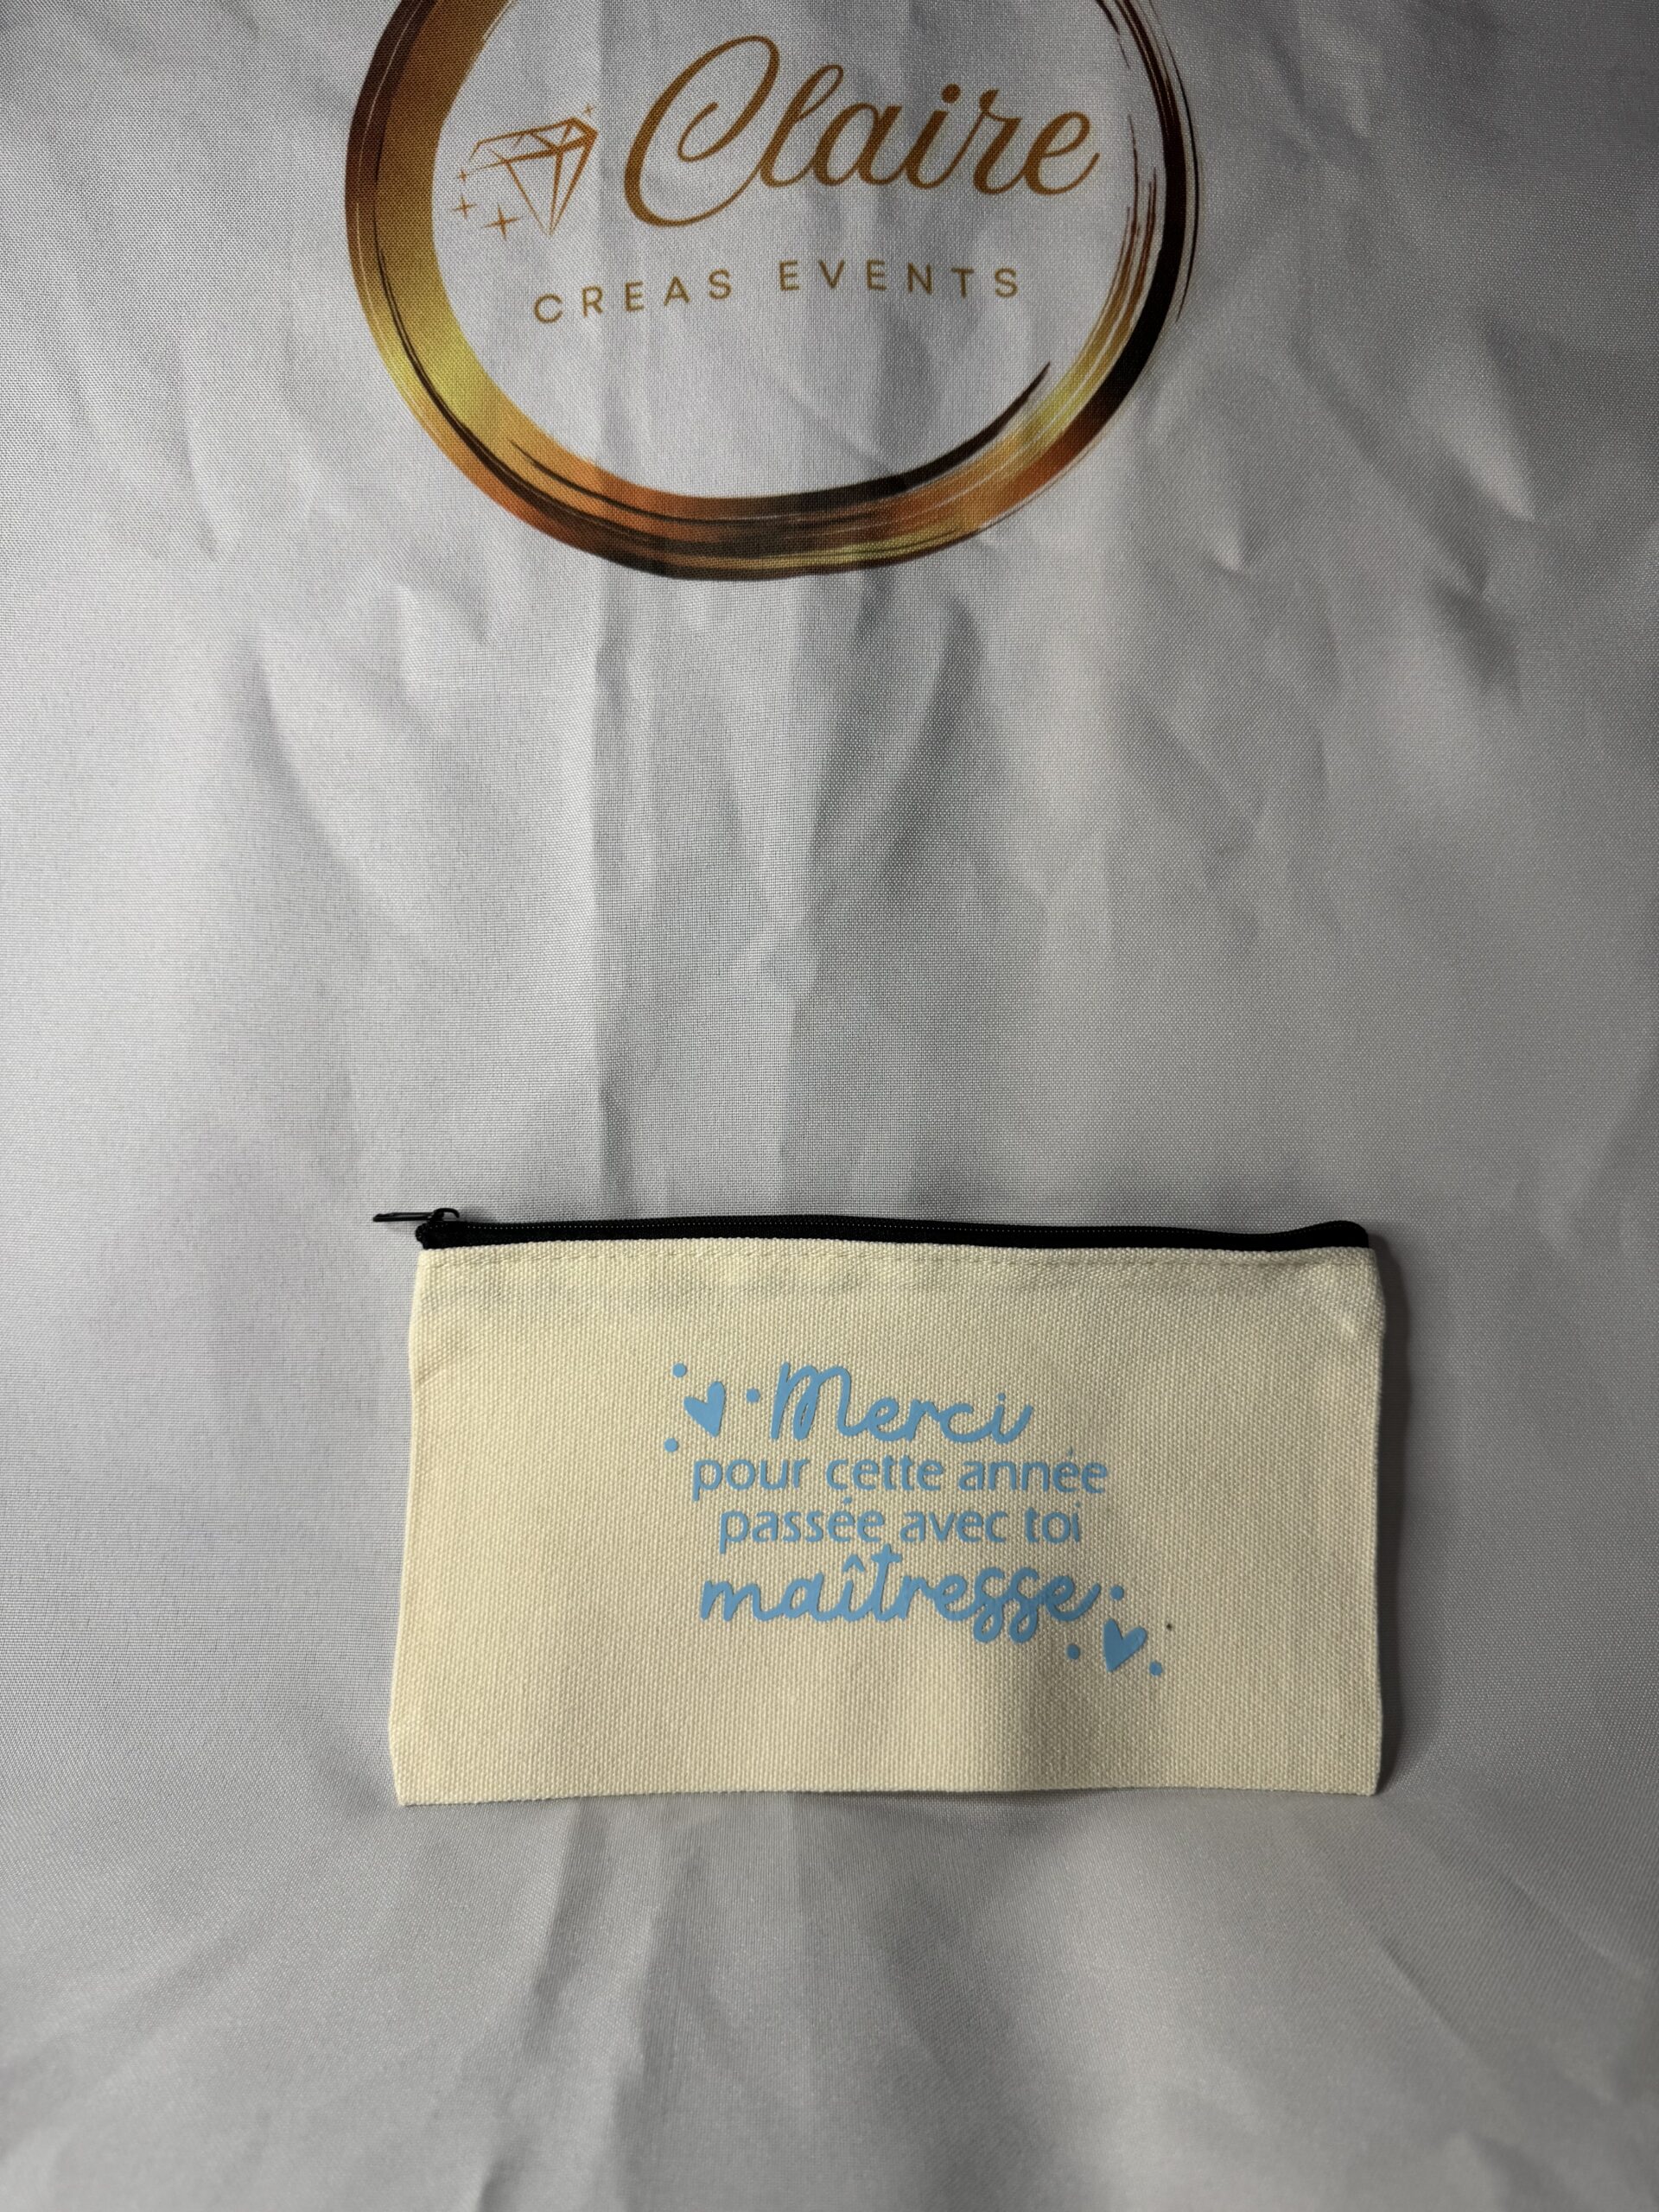 Claire
CREAS EVENTS
Merci
pour cette année
passée avec toi
maîtresse